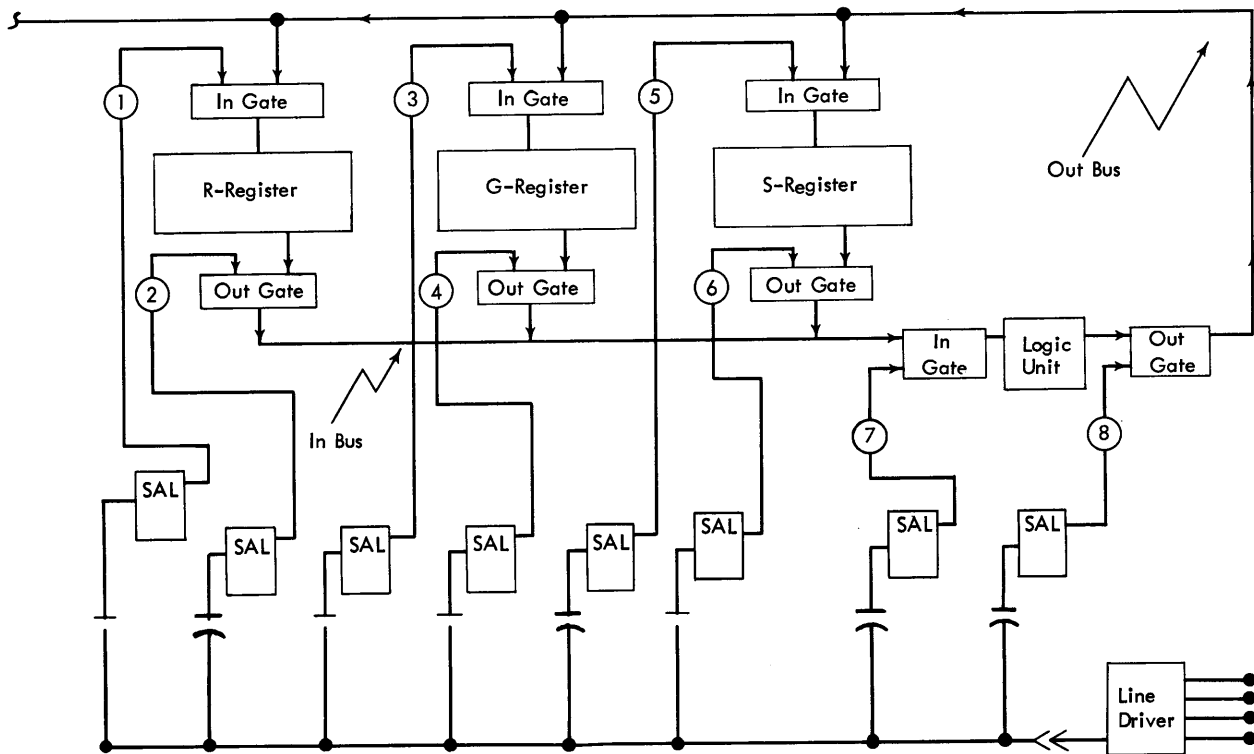 1
3
5
In Gate
In Gate
In Gate
Out Bus
R-Register
G-Register
S-Register
2
4
6
Out Gate
Out Gate
Out Gate
In
Gate
Logic
Unit
Out
Gate
In Bus
7
8
SAL
SAL
SAL
SAL
SAL
SAL
SAL
SAL
Line
Driver